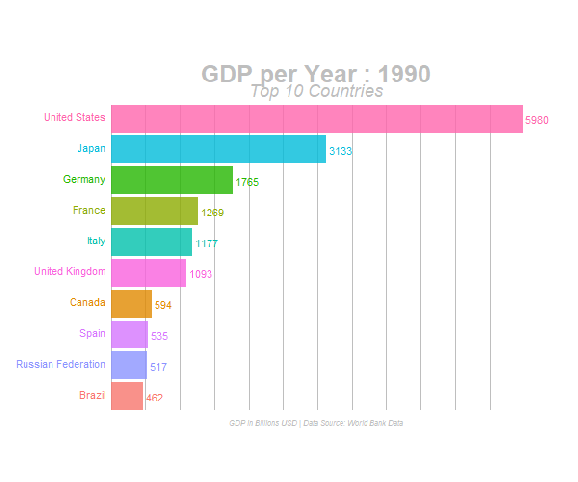 GDP per Year : 1990
Top 10 Countries
United States 5980
Japan 3133
Germany 1765
France 1269
Italy 1177
United Kingdom 1093
Canada 594
Spain 535
Russian Federation 517
Brazil 462
GDP in Billions USD | Data Source: World Bank Data